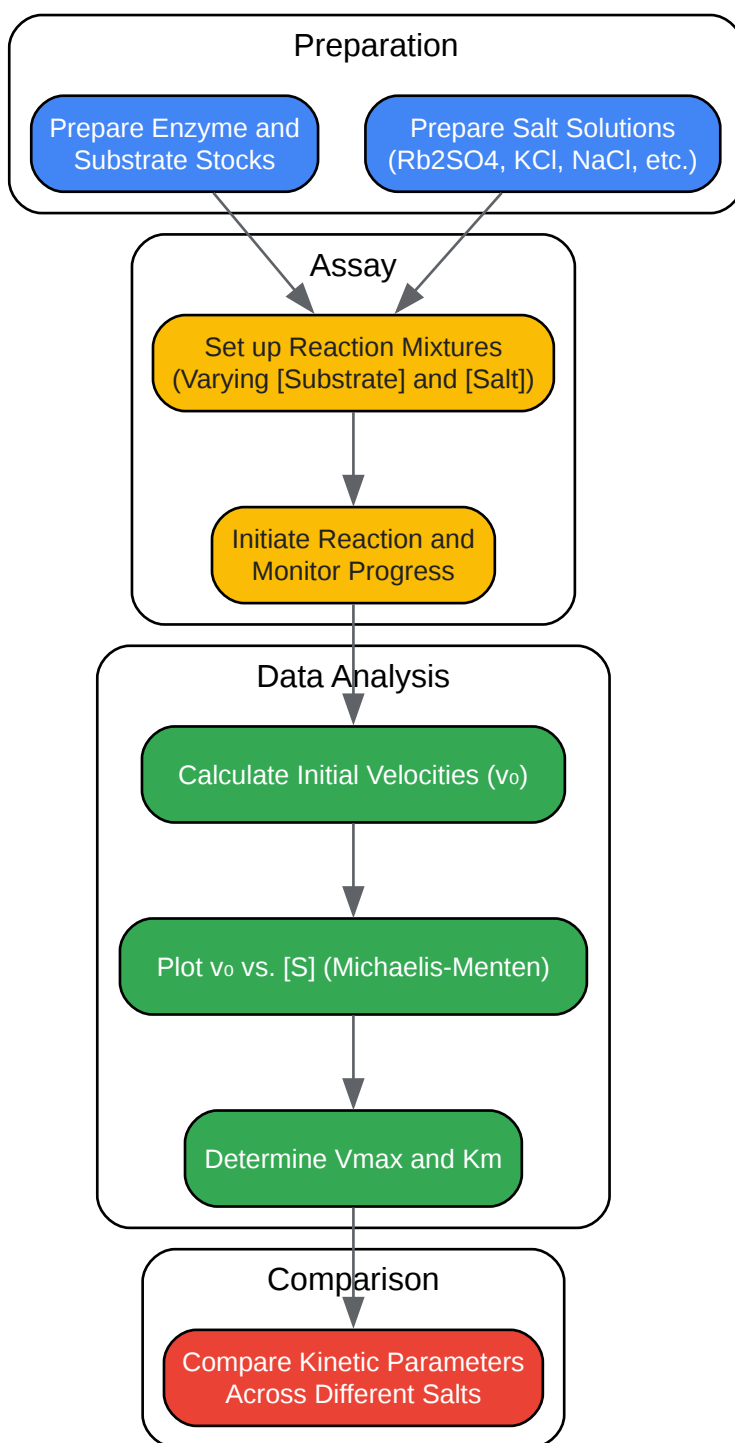 Preparation
Prepare Enzyme and
Substrate Stocks
Prepare Salt Solutions
(Rb2SO4, KCl, NaCl, etc.)
Assay
Set up Reaction Mixtures
(Varying [Substrate] and [Salt])
Initiate Reaction and
Monitor Progress
Data Analysis
Calculate Initial Velocities (v₀)
Plot v₀ vs. [S] (Michaelis-Menten)
Determine Vmax and Km
Comparison
Compare Kinetic Parameters
Across Different Salts